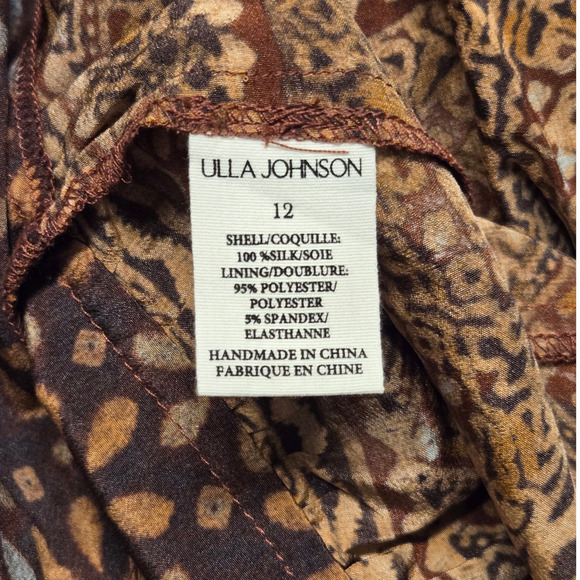 ULLA JOHNSON
12
SHELL/COQUILLE:
100 %SILK/SOIE
LINING/DOUBLURE:
95% POLYESTER/
POLYESTER
5% SPANDEX/
ELASTHANNE
HANDMADE IN CHINA
FABRIQUE EN CHINE